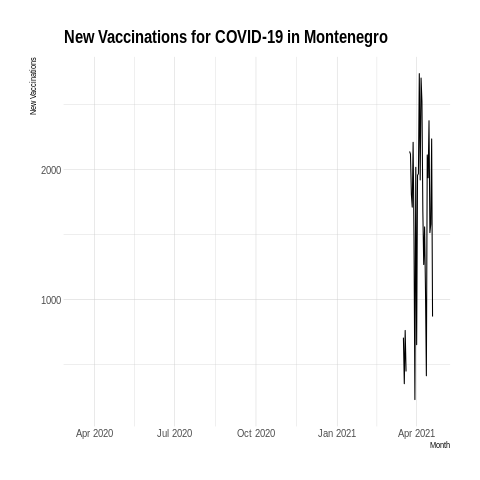 New Vaccinations for COVID-19 in Montenegro
New Vaccinations
2000
1000
Apr 2020
Jul 2020
Oct 2020
Jan 2021
Apr 2021
Month